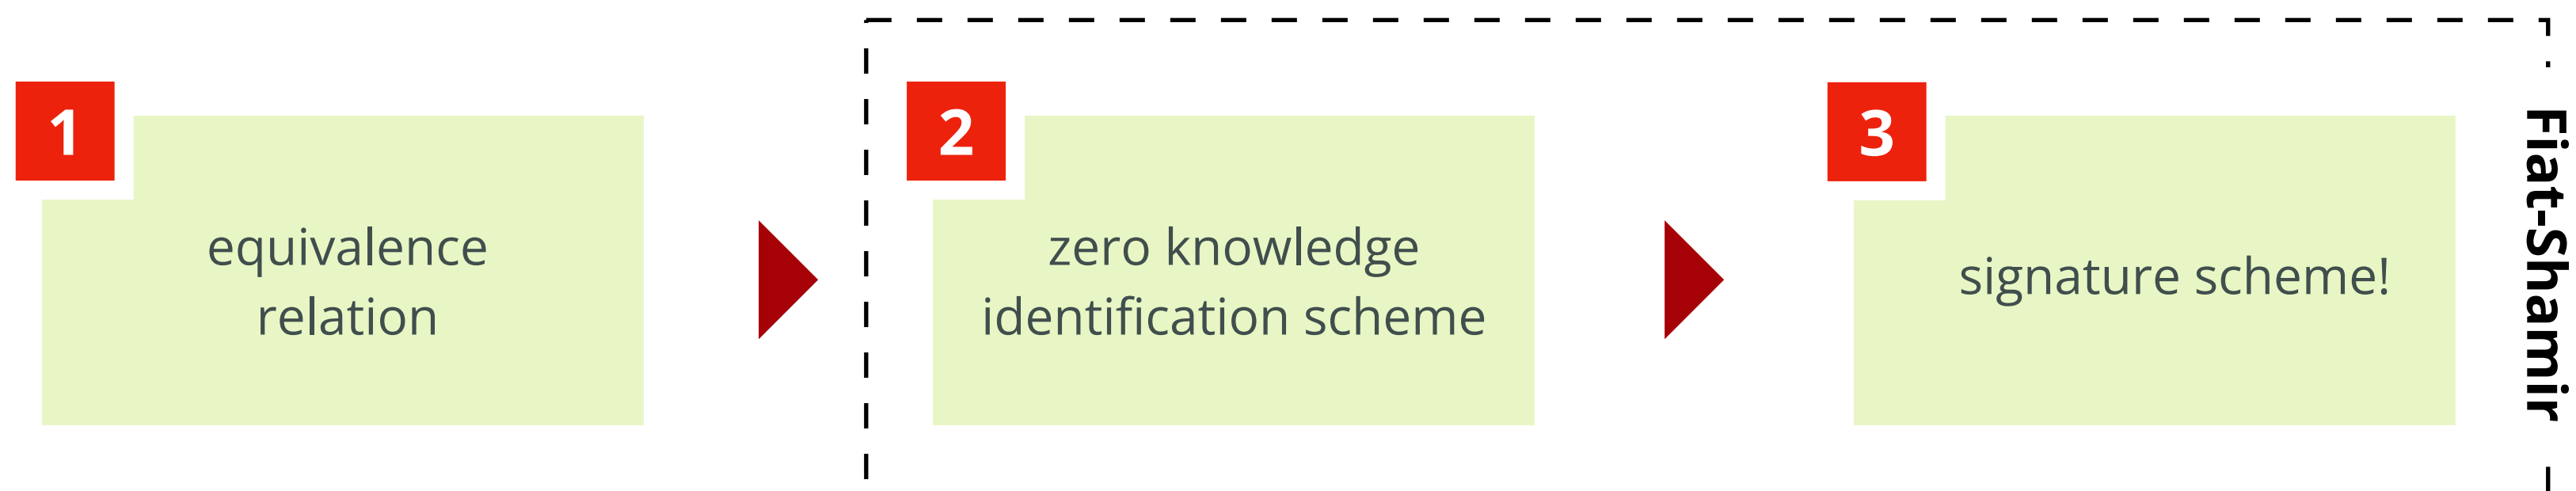 1
equivalence
relation
2
zero knowledge
identification scheme
3
signature scheme!
Fiat-Shamir